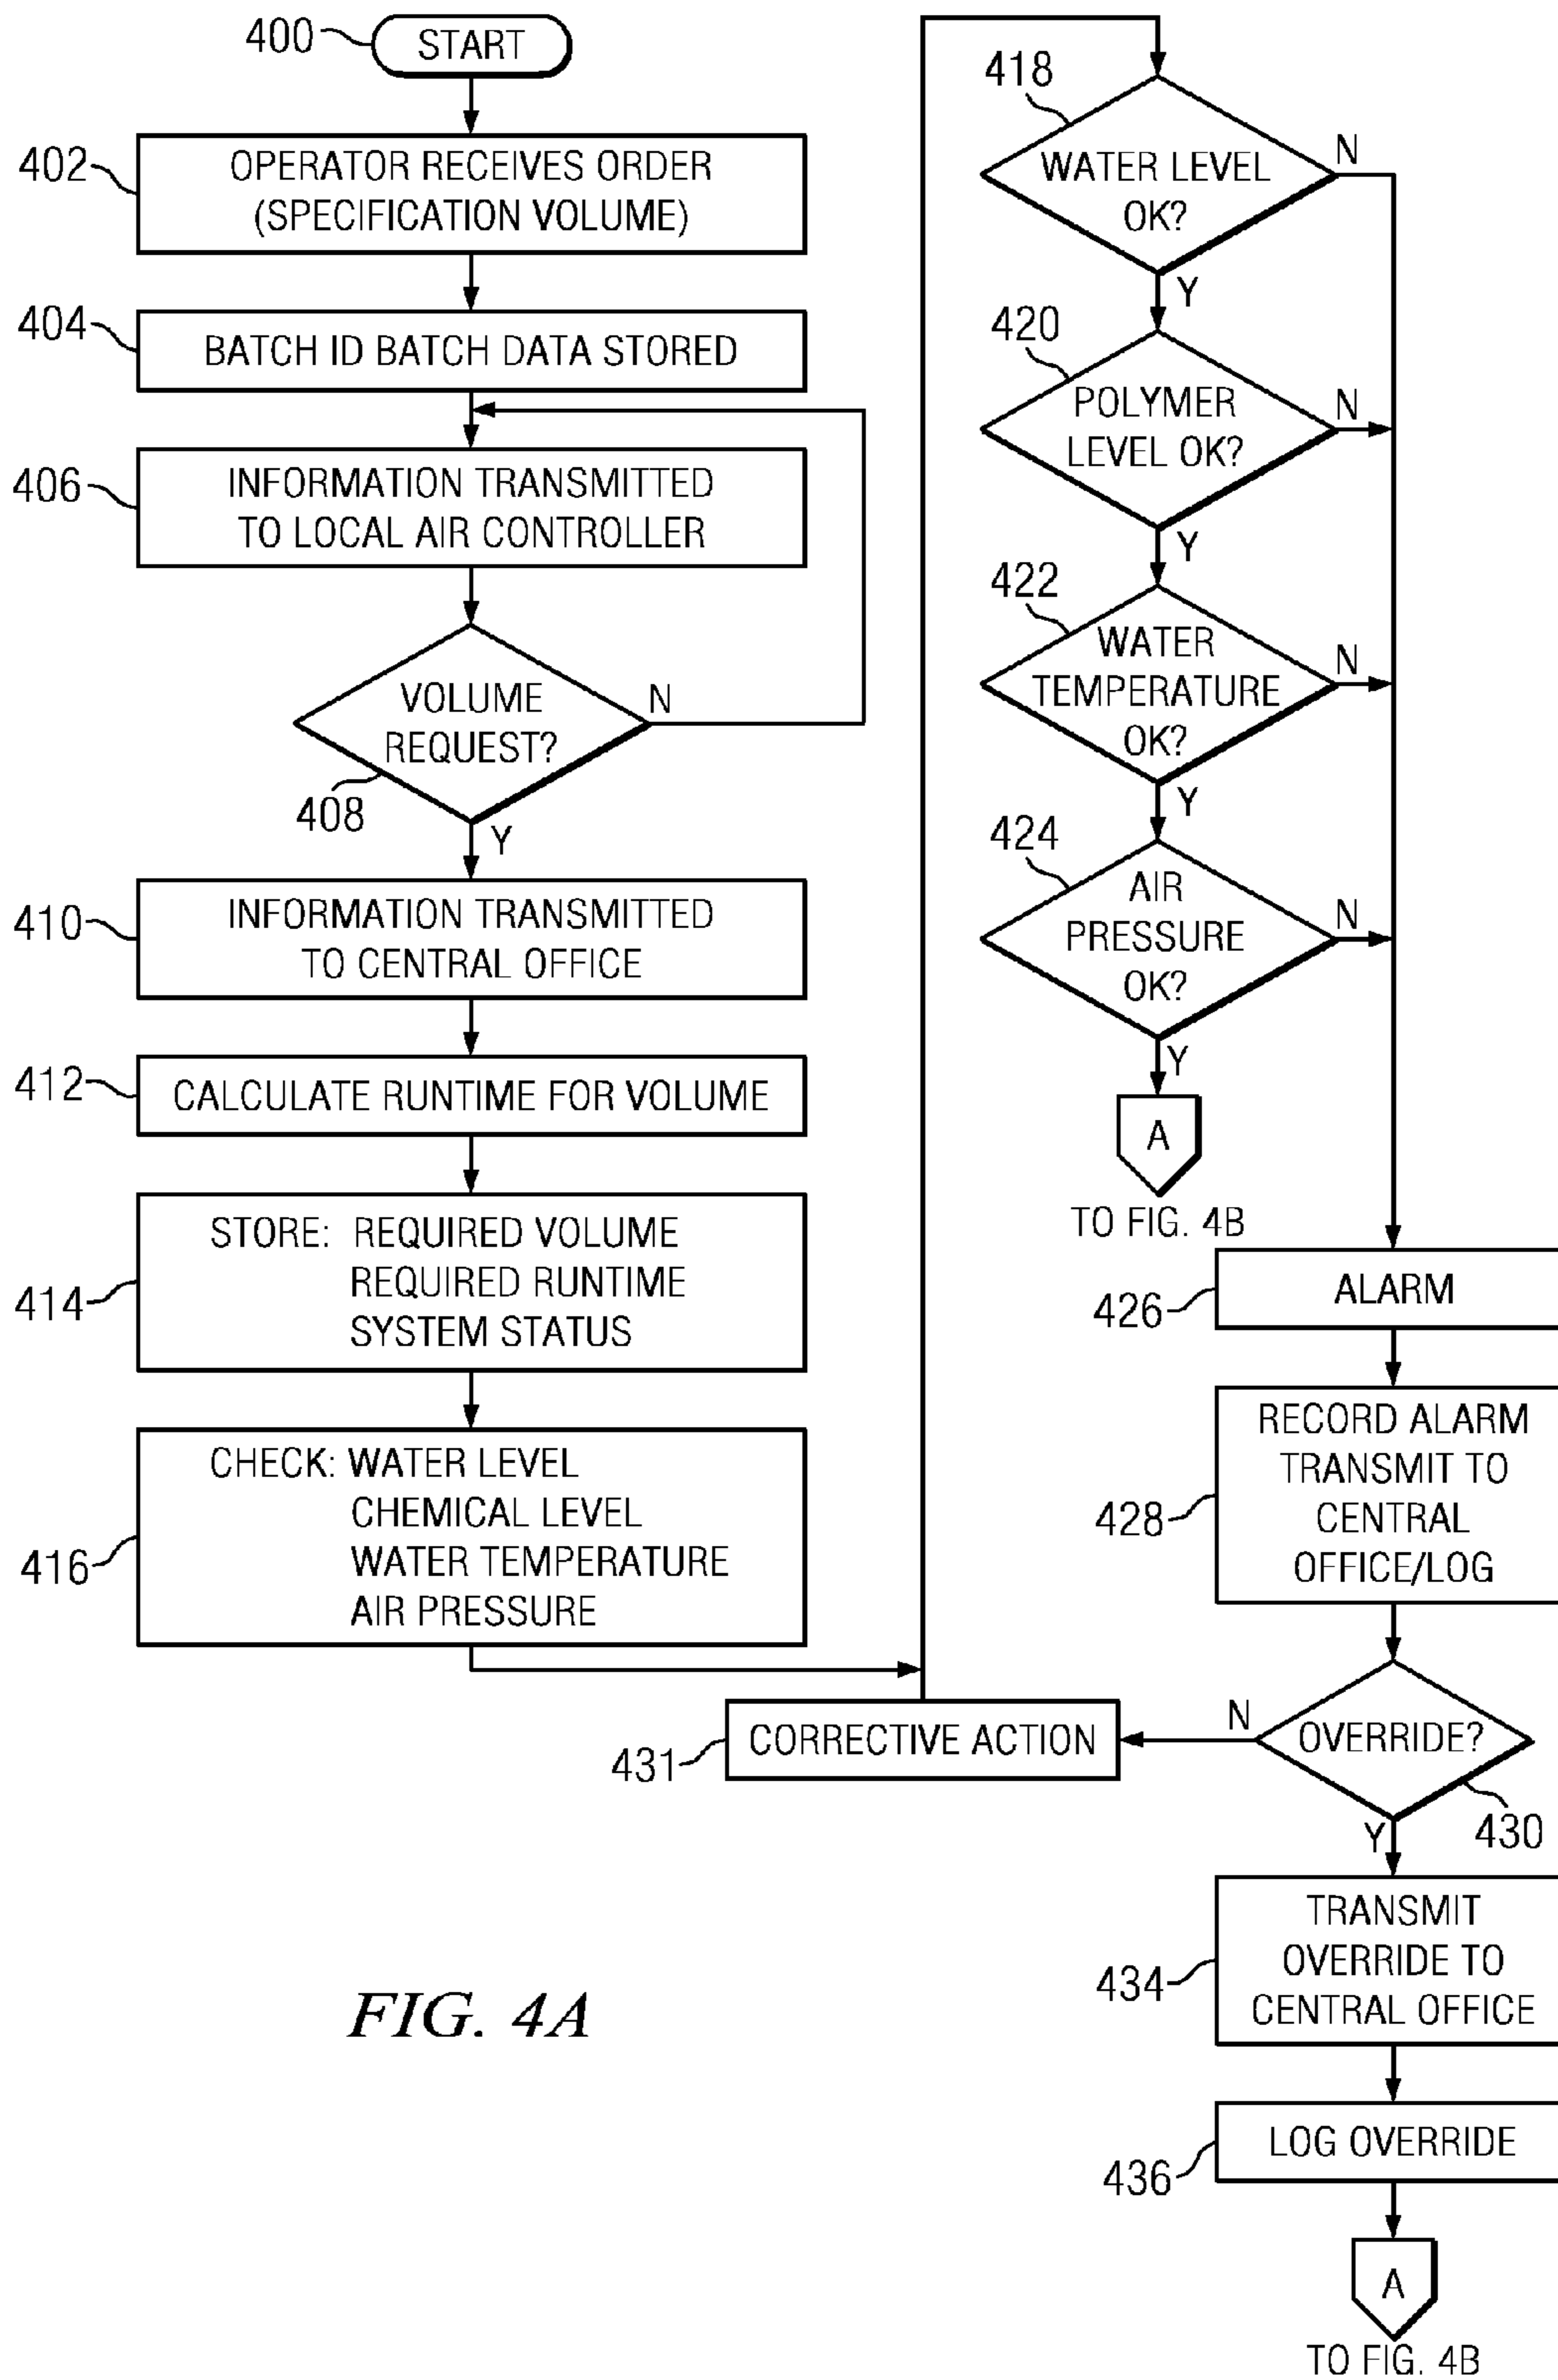 400
START
402
OPERATOR RECEIVES ORDER
(SPECIFICATION VOLUME)
404
BATCH ID BATCH DATA STORED
406
INFORMATION TRANSMITTED
TO LOCAL AIR CONTROLLER
VOLUME
REQUEST?
N
408
Y
410
INFORMATION TRANSMITTED
TO CENTRAL OFFICE
412
CALCULATE RUNTIME FOR VOLUME
414
STORE: REQUIRED VOLUME
REQUIRED RUNTIME
SYSTEM STATUS
416
CHECK: WATER LEVEL
CHEMICAL LEVEL
WATER TEMPERATURE
AIR PRESSURE
418
WATER LEVEL
OK?
N
Y
420
POLYMER
LEVEL OK?
N
Y
422
WATER
TEMPERATURE
OK?
N
Y
424
AIR
PRESSURE
OK?
N
Y
A
TO FIG. 4B
426
ALARM
428
RECORD ALARM
TRANSMIT TO
CENTRAL
OFFICE/LOG
OVERRIDE?
N
430
Y
431
CORRECTIVE ACTION
434
TRANSMIT
OVERRIDE TO
CENTRAL OFFICE
436
LOG OVERRIDE
A
TO FIG. 4B
FIG. 4A